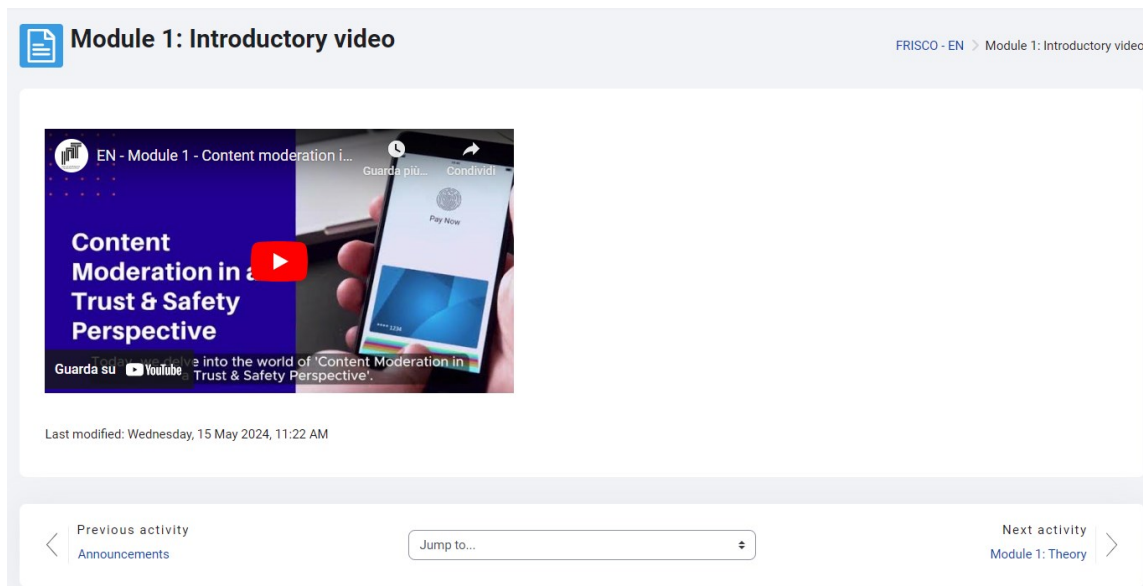 Module 1: Introductory video
FRISCO - EN > Module 1: Introductory video
EN - Module 1 - Content moderation i...
Guarda più...
Condividi
Pay Now
Content
Moderation in a
Trust & Safety
Perspective
**** 1234
Today, we delve into the world of 'Content Moderation in
a Trust & Safety Perspective'.
Guarda su YouTube
Last modified: Wednesday, 15 May 2024, 11:22 AM
Previous activity
Announcements
Jump to...
Next activity
Module 1: Theory